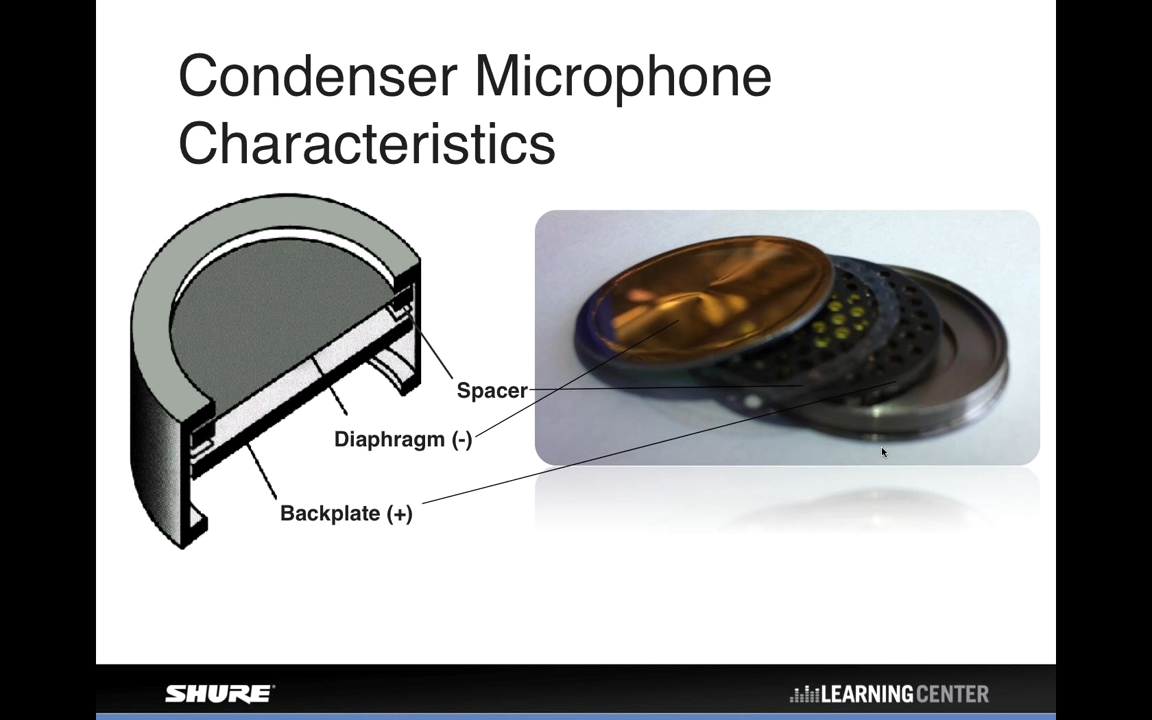 Condenser Microphone
Characteristics
Spacer
Diaphragm (-)
Backplate (+)
SHURE
LEARNING CENTER